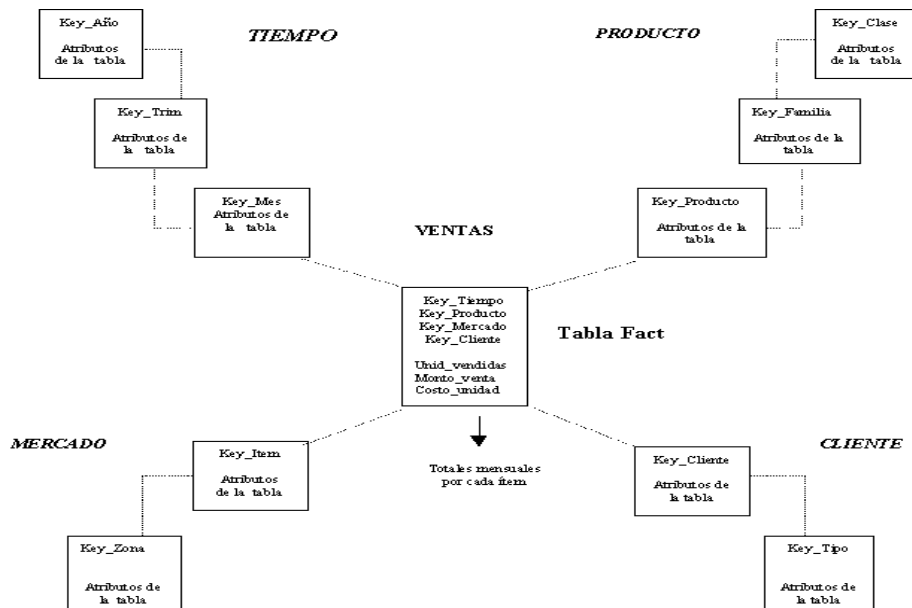 TIEMPO
PRODUCTO
Key_Año
Atributos
de la tabla
Key_Clase
Atributos
de la tabla
Key_Trim
Atributos de
la tabla
Key_Familia
Atributos de la
tabla
Key_Mes
Atributos de
la tabla
Key_Producto
Atributos de la
tabla
VENTAS
Key_Tiempo
Key_Producto
Key_Mercado
Key_Cliente
Unid_vendidas
Monto_venta
Costo_unidad
Tabla Fact
MERCADO
CLIENTE
Key_Item
Atributos
de la tabla
Totales mensuales
por cada ítem
Key_Cliente
Atributos de
la tabla
Key_Zona
Atributos de
la tabla
Key_Tipo
Atributos de
la tabla